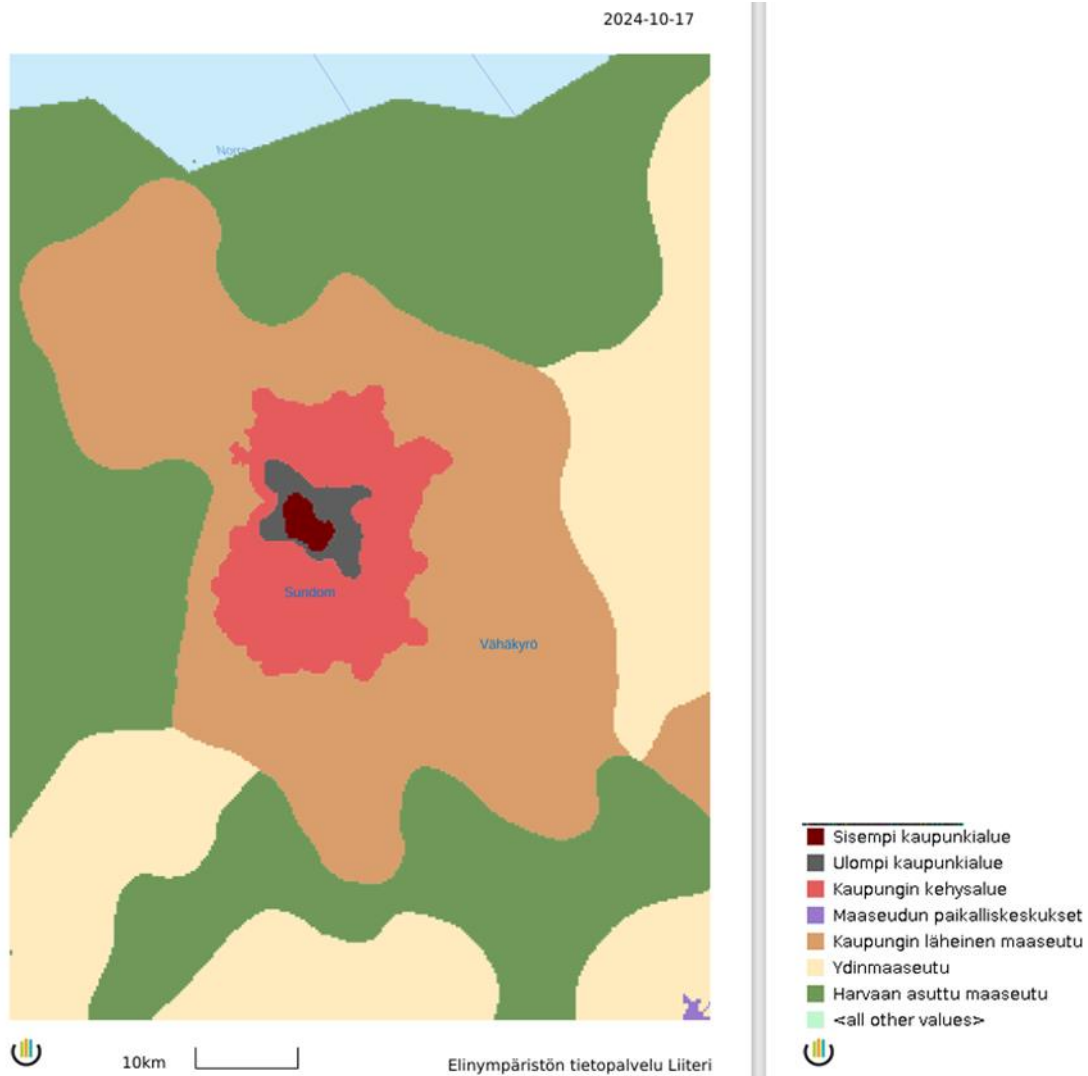 2024-10-17
Norra
Sundom
Vähäkyrö
10km
Elinympäristön tietopalvelu Liiteri
Sisempi kaupunkialue
Ulompi kaupunkialue
Kaupungin kehysalue
Maaseudun paikalliskeskukset
Kaupungin läheinen maaseutu
Ydinmaaseutu
Harvaan asuttu maaseutu
<all other values>